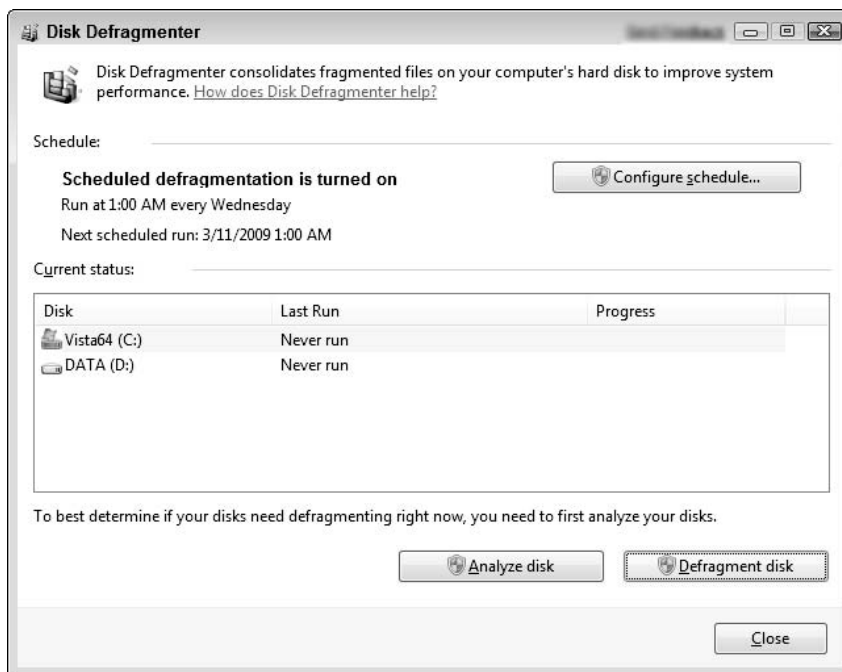 Disk Defragmenter
Disk Defragmenter consolidates fragmented files on your computer's hard disk to improve system
performance. How does Disk Defragmenter help?
Schedule:
Scheduled defragmentation is turned on
Configure schedule...
Run at 1:00 AM every Wednesday
Next scheduled run: 3/11/2009 1:00 AM
Current status:
Disk Last Run Progress
Vista64 (C:) Never run
DATA (D:) Never run
To best determine if your disks need defragmenting right now, you need to first analyze your disks.
Analyze disk Defragment disk
Close